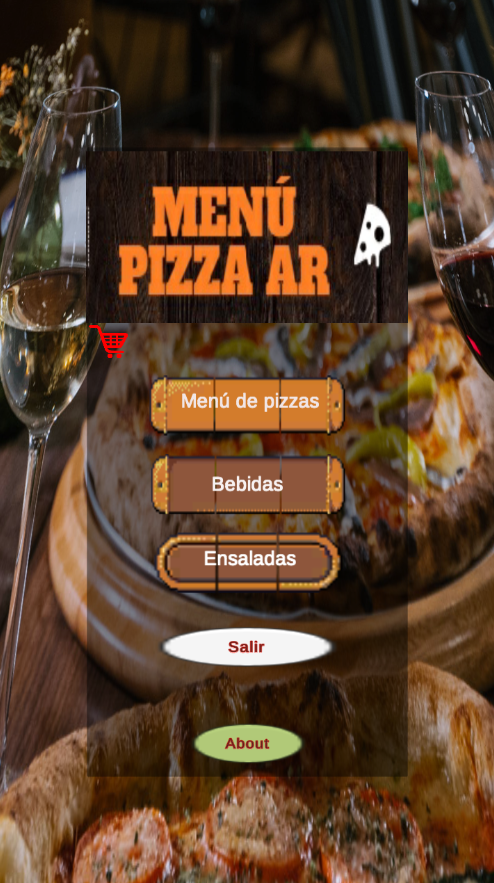 MENÚ
PIZZA AR
Menú de pizzas
Bebidas
Ensaladas
Salir
About